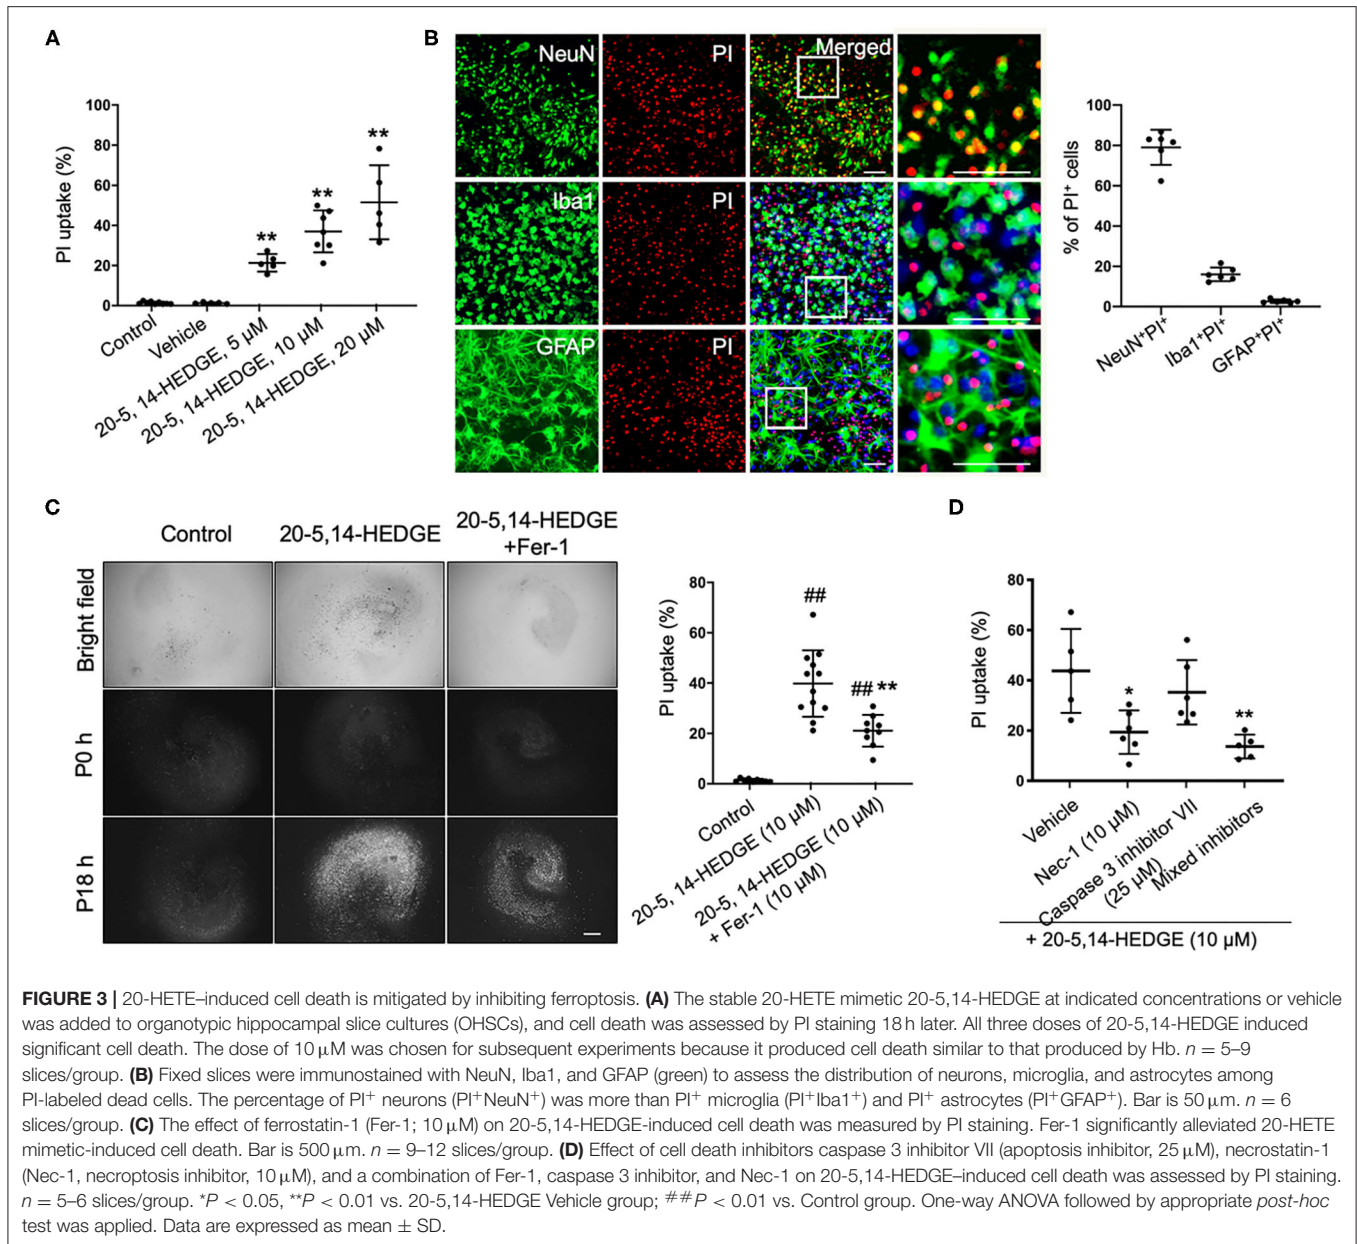 A
PI uptake (%)
100
80
60
40
20
0
**
**
**
Control
Vehicle
20-5, 14-HEDGE, 5 µM
20-5, 14-HEDGE, 10 µM
20-5, 14-HEDGE, 20 µM
B
NeuN
PI
Merged
Iba1
PI
GFAP
PI
% of PI⁺ cells
100
80
60
40
20
0
NeuN⁺PI⁺
Iba1⁺PI⁺
GFAP⁺PI⁺
C
Control
20-5,14-HEDGE
20-5,14-HEDGE
+Fer-1
Bright field
P0 h
P18 h
PI uptake (%)
80
60
40
20
0
##
## **
Control
20-5, 14-HEDGE (10 µM)
20-5, 14-HEDGE (10 µM)
+ Fer-1 (10 µM)
D
PI uptake (%)
80
60
40
20
0
*
**
Vehicle
Nec-1 (10 µM)
Caspase 3 inhibitor VII
(25 µM)
Mixed inhibitors
+ 20-5,14-HEDGE (10 µM)
FIGURE 3 | 20-HETE–induced cell death is mitigated by inhibiting ferroptosis. (A) The stable 20-HETE mimetic 20-5,14-HEDGE at indicated concentrations or vehicle
was added to organotypic hippocampal slice cultures (OHSCs), and cell death was assessed by PI staining 18 h later. All three doses of 20-5,14-HEDGE induced
significant cell death. The dose of 10 µM was chosen for subsequent experiments because it produced cell death similar to that produced by Hb. n = 5–9
slices/group. (B) Fixed slices were immunostained with NeuN, Iba1, and GFAP (green) to assess the distribution of neurons, microglia, and astrocytes among
PI-labeled dead cells. The percentage of PI⁺ neurons (PI⁺NeuN⁺) was more than PI⁺ microglia (PI⁺Iba1⁺) and PI⁺ astrocytes (PI⁺GFAP⁺). Bar is 50 µm. n = 6
slices/group. (C) The effect of ferrostatin-1 (Fer-1; 10 µM) on 20-5,14-HEDGE-induced cell death was measured by PI staining. Fer-1 significantly alleviated 20-HETE
mimetic-induced cell death. Bar is 500 µm. n = 9–12 slices/group. (D) Effect of cell death inhibitors caspase 3 inhibitor VII (apoptosis inhibitor, 25 µM), necrostatin-1
(Nec-1, necroptosis inhibitor, 10 µM), and a combination of Fer-1, caspase 3 inhibitor, and Nec-1 on 20-5,14-HEDGE–induced cell death was assessed by PI staining.
n = 5–6 slices/group. *P < 0.05, **P < 0.01 vs. 20-5,14-HEDGE Vehicle group; ##P < 0.01 vs. Control group. One-way ANOVA followed by appropriate post-hoc
test was applied. Data are expressed as mean ± SD.